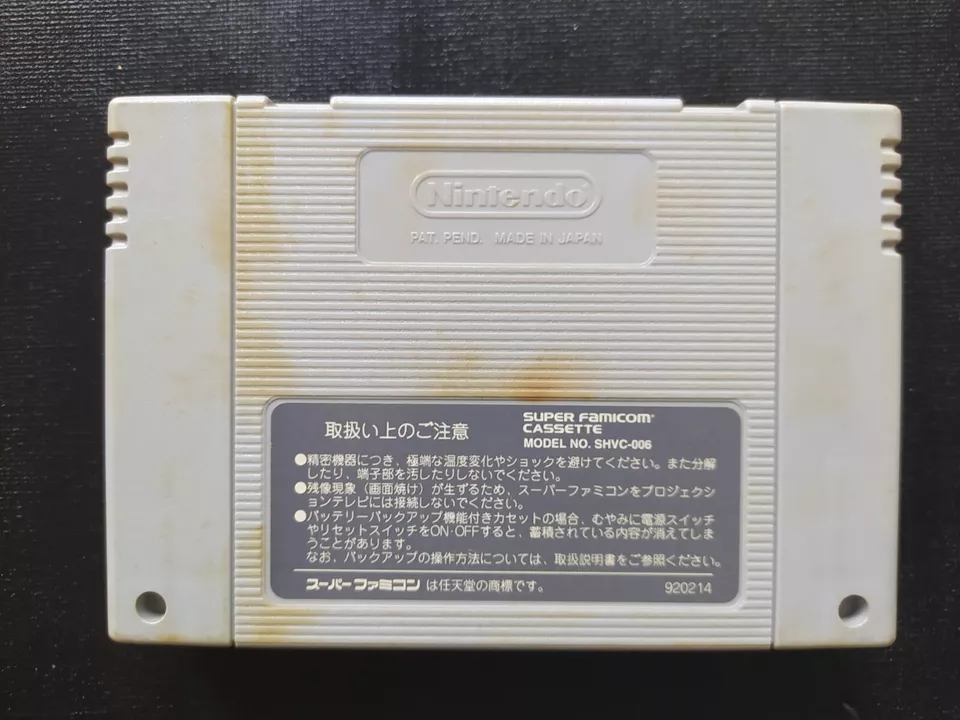 Nintendo®
PAT. PEND. MADE IN JAPAN
取扱い上のご注意
SUPER FAMICOM®
CASSETTE
MODEL NO. SHVC-006
●精密機器につき、極端な温度変化やショックを避けてください。また分解
したり、端子部を汚したりしないでください。
●残像現象（画面焼け）が生ずるため、スーパーファミコンをプロジェクシ
ョンテレビには接続しないでください。
●バッテリーバックアップ機能付きカセットの場合、むやみに電源スイッチ
やリセットスイッチをON·OFFすると、蓄積されている内容が消えてしま
うことがあります。
なお、バックアップの操作方法については、取扱説明書をご参照ください。
スーパーファミコン は任天堂の商標です。
920214